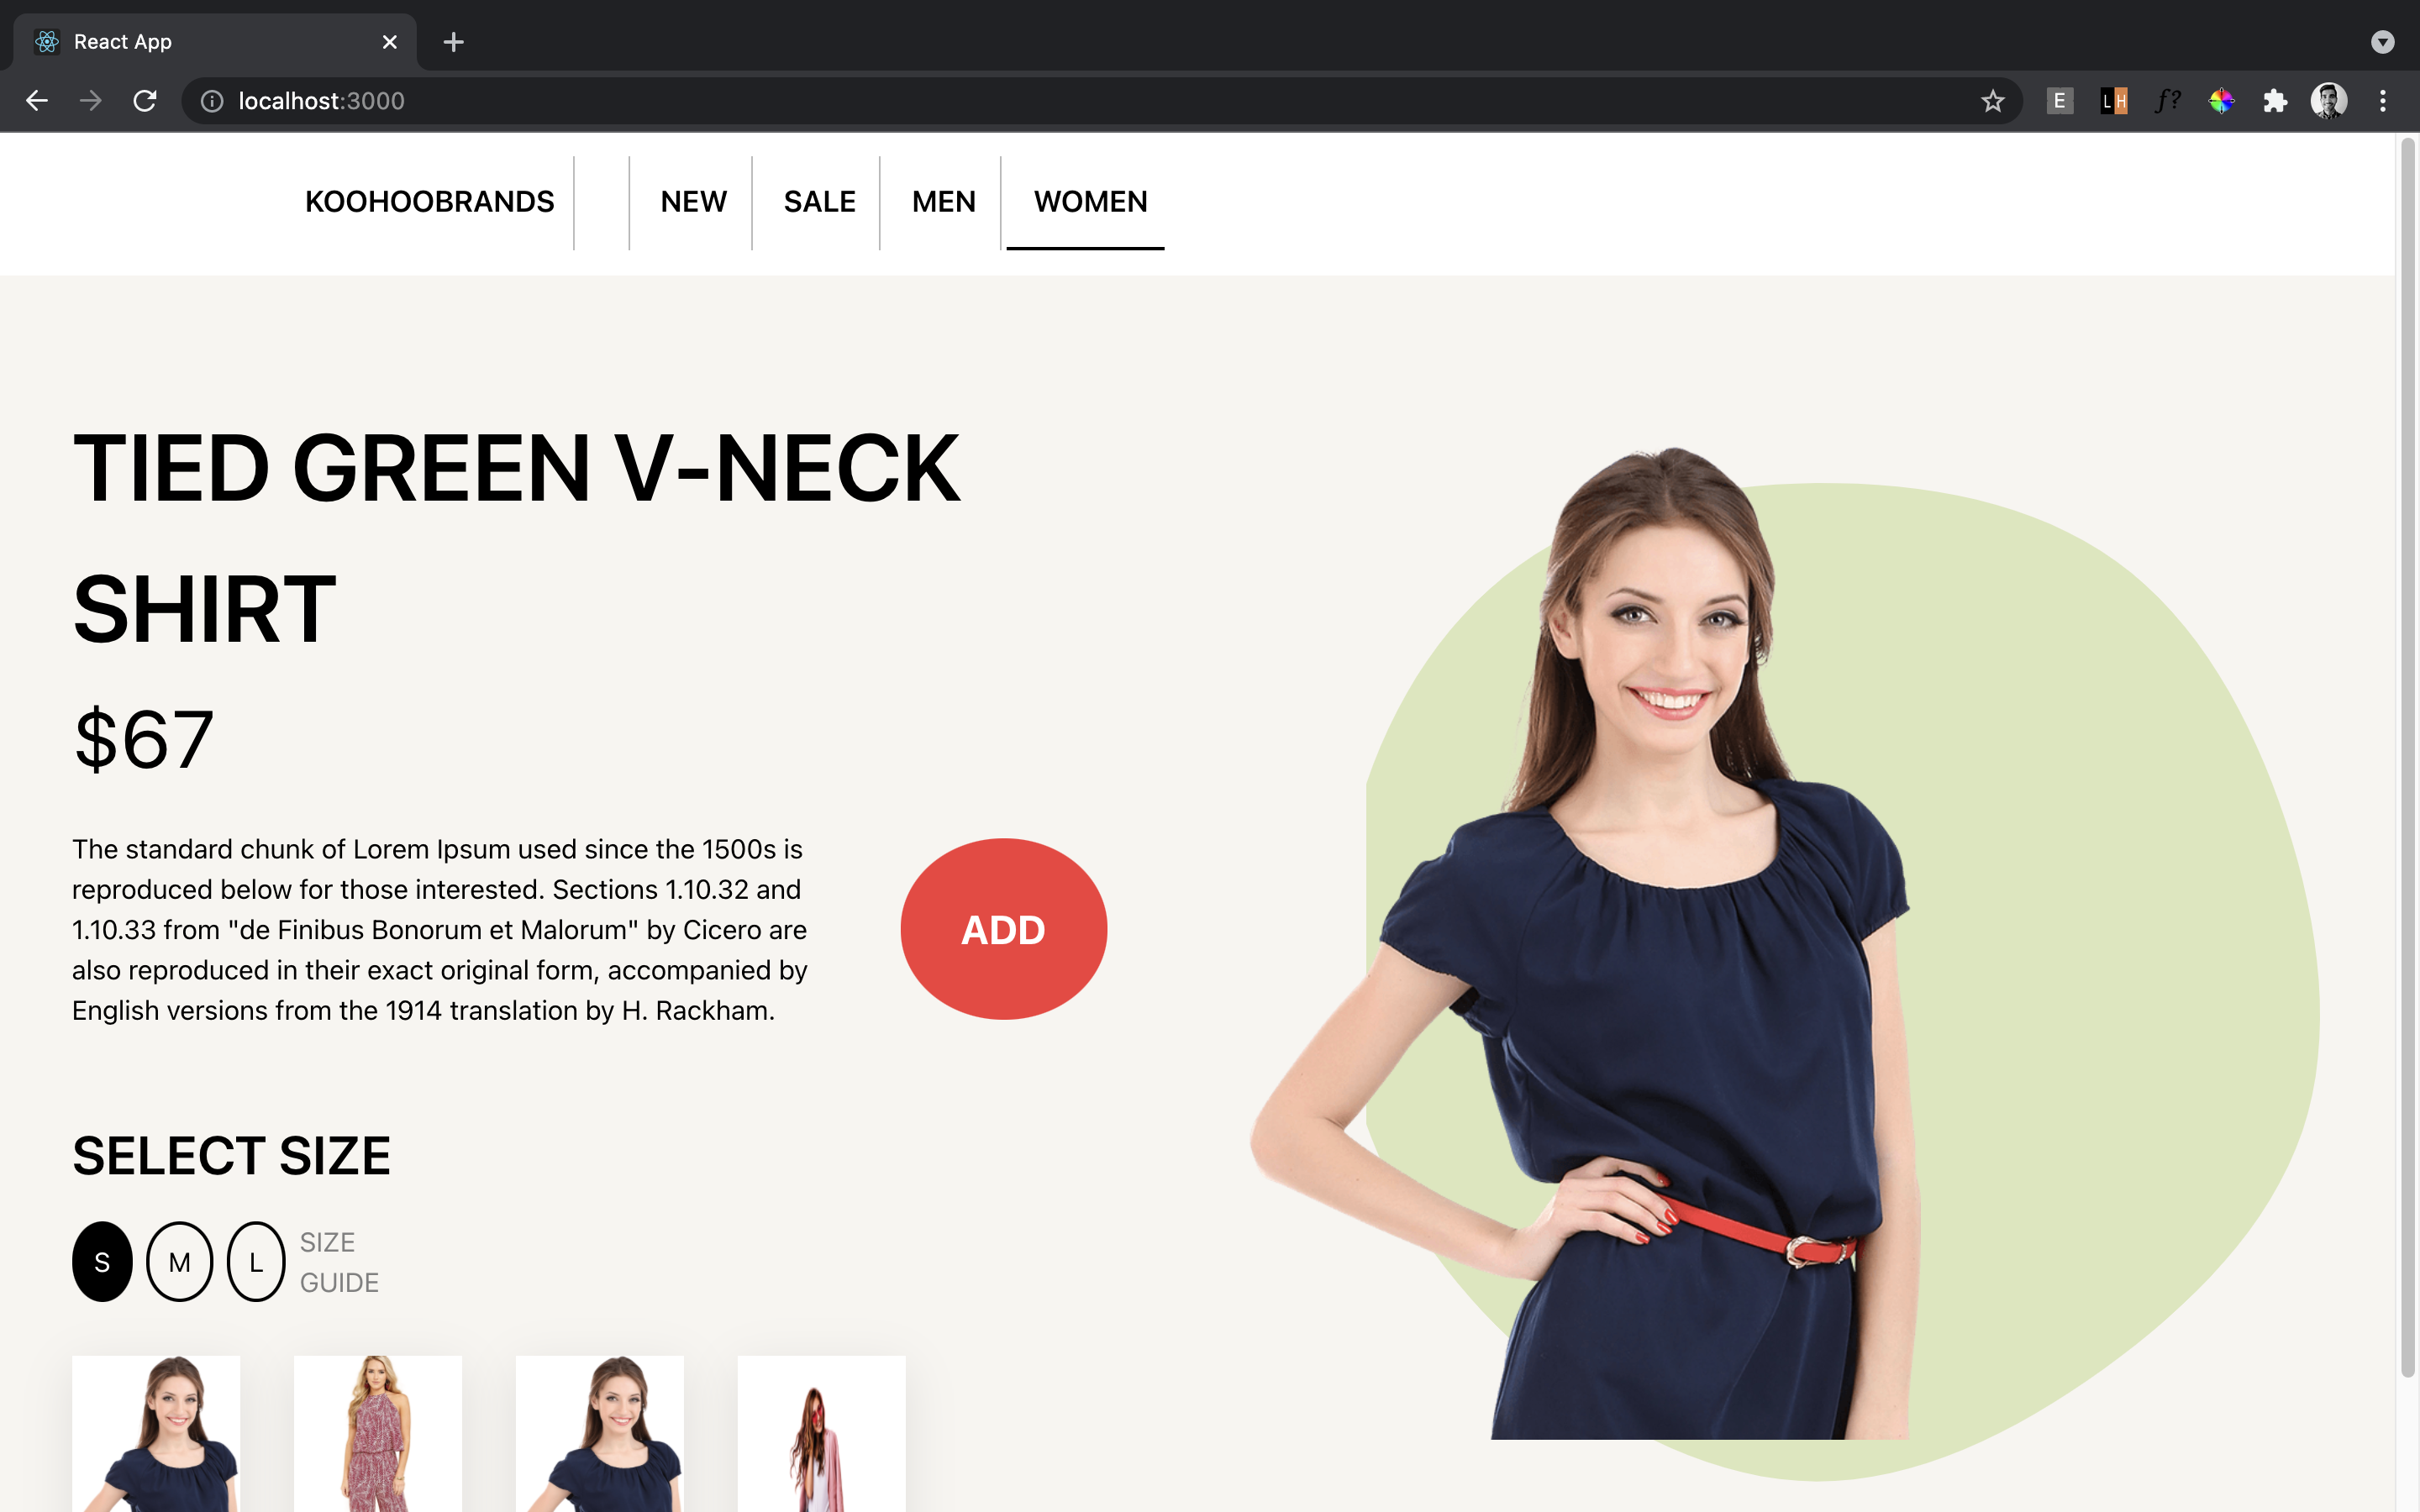 React App
localhost:3000
E
LH
f?
KOOHOOBRANDS NEW SALE MEN WOMEN
TIED GREEN V-NECK
SHIRT
$67
The standard chunk of Lorem Ipsum used since the 1500s is
reproduced below for those interested. Sections 1.10.32 and
1.10.33 from "de Finibus Bonorum et Malorum" by Cicero are
also reproduced in their exact original form, accompanied by
English versions from the 1914 translation by H. Rackham.
ADD
SELECT SIZE
S M L
SIZE
GUIDE